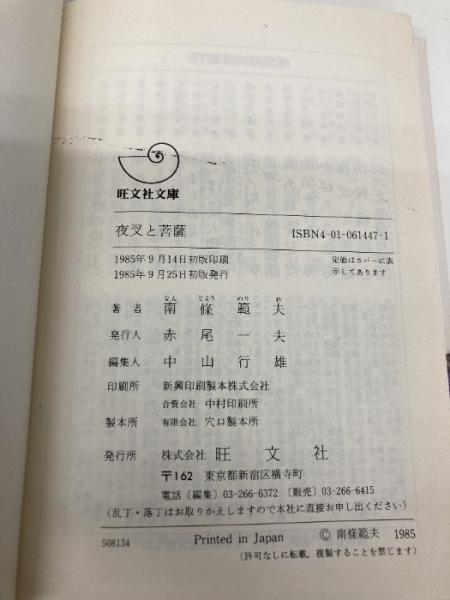 旺文社文庫
夜叉と菩薩 ISBN4-01-061447-1
1985年9月14日初版印刷 定価はカバーに表
1985年9月25日初版発行 示してあります
なん じょう のり お
著者 南條範夫
発行人 赤尾一夫
編集人 中山行雄
印刷所 新興印刷製本株式会社
合資会社 中村印刷所
製本所 有限会社 穴口製本所
発行所 株式会社 旺文社
〒162 東京都新宿区横寺町
電話〔編集〕03-266-6372〔販売〕03-266-6415
(乱丁・落丁はお取りかえしますので本社に直接お申し出ください)
508134 Printed in Japan © 南條範夫 1985
(許可なしに転載,複製することを禁じます)